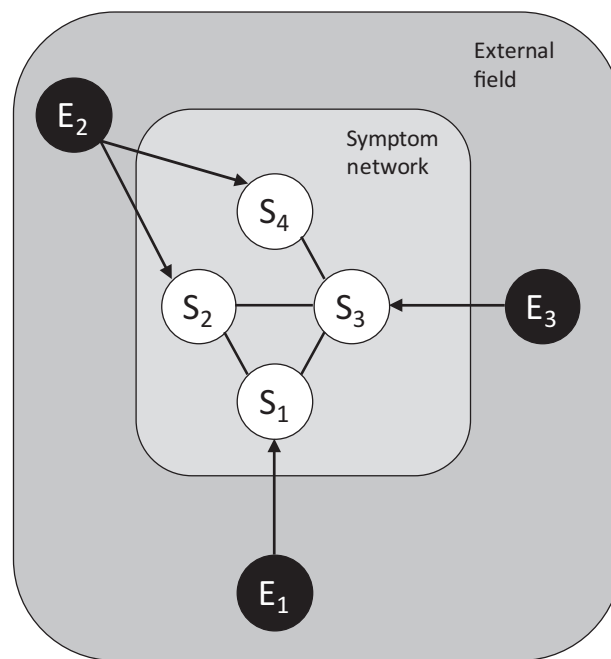 External
field
E₂
Symptom
network
S₄
S₂
S₃
E₃
S₁
E₁